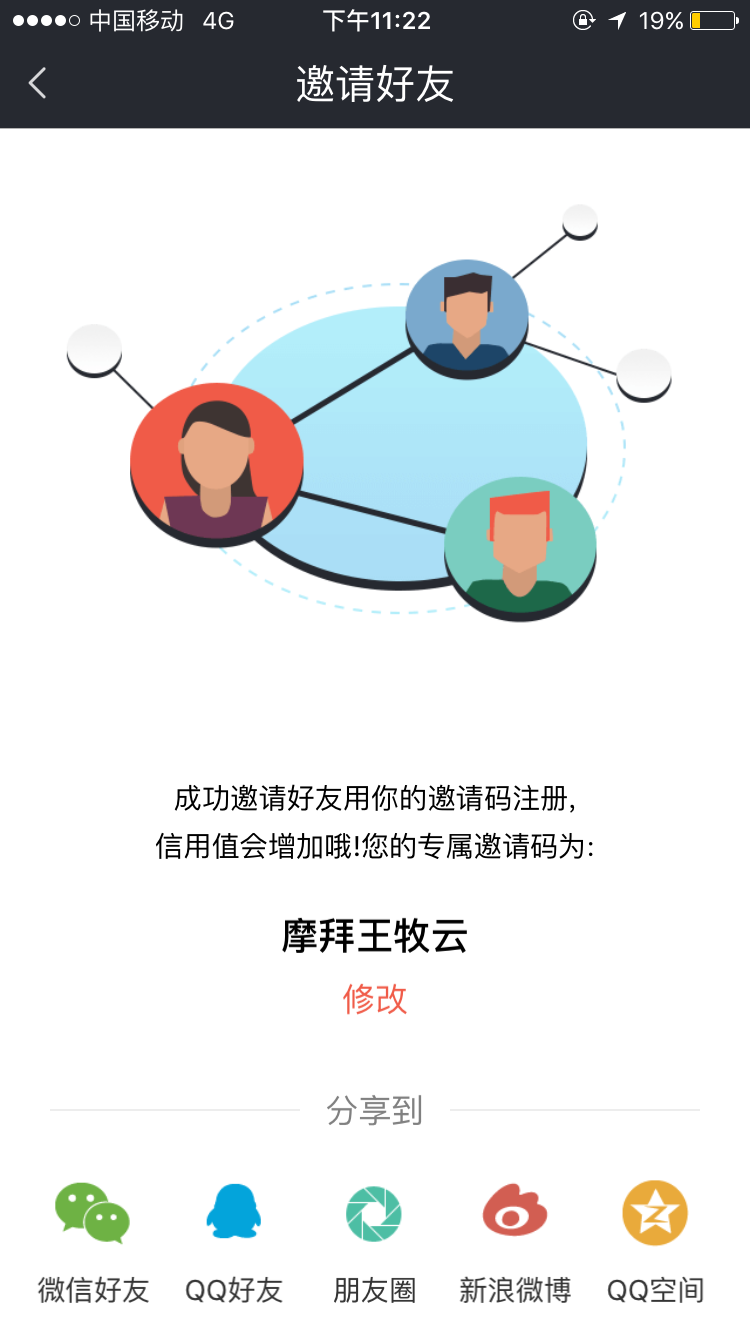 中国移动 4G 下午11:22 19%
邀请好友
成功邀请好友用你的邀请码注册,
信用值会增加哦!您的专属邀请码为:
摩拜王牧云
修改
分享到
微信好友 QQ好友 朋友圈 新浪微博 QQ空间